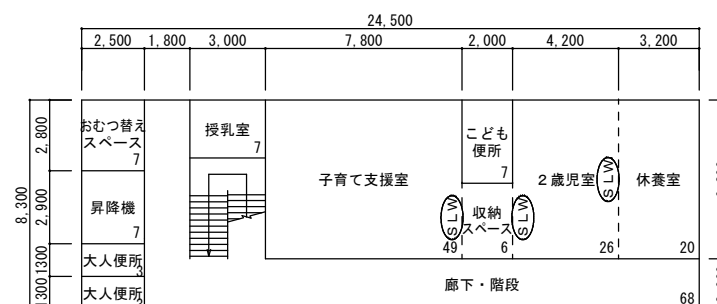 24,500
2,500 1,800 3,000 7,800 2,000 4,200 3,200
8,300
2,800
2,900
1300
1300
おむつ替え
スペース
7
授乳室
7
子育て支援室
49
こども
便所
7
2歳児室
26
休養室
20
昇降機
7
収納
スペース
6
SLW
SLW
SLW
大人便所
3
大人便所
廊下・階段
68